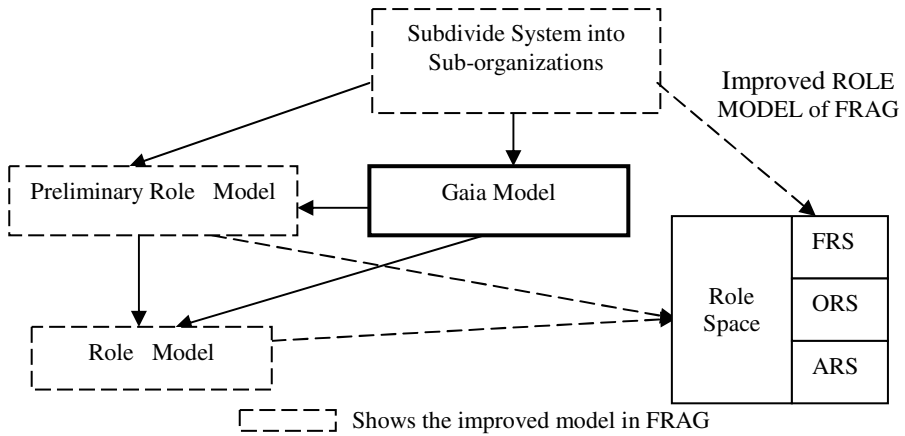 Subdivide System into
Sub-organizations
Improved ROLE
MODEL of FRAG
Preliminary Role Model
Gaia Model
FRS
Role
Space
ORS
Role Model
ARS
Shows the improved model in FRAG